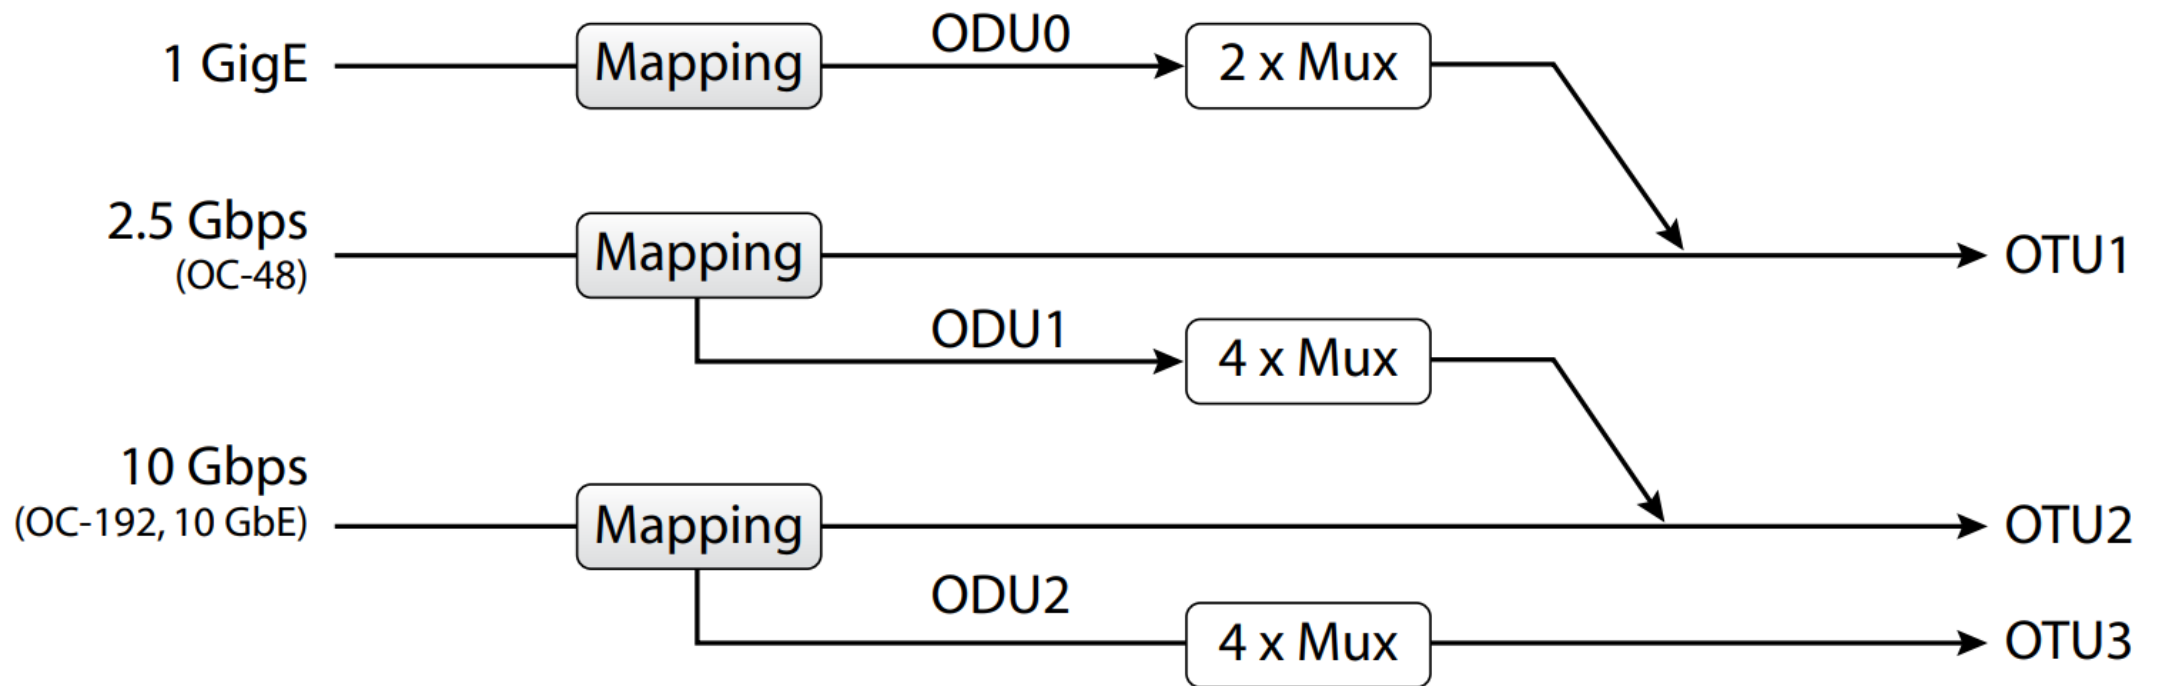 1 GigE
Mapping
ODU0
2 x Mux
2.5 Gbps
(OC-48)
Mapping
OTU1
ODU1
4 x Mux
10 Gbps
(OC-192, 10 GbE)
Mapping
OTU2
ODU2
4 x Mux
OTU3